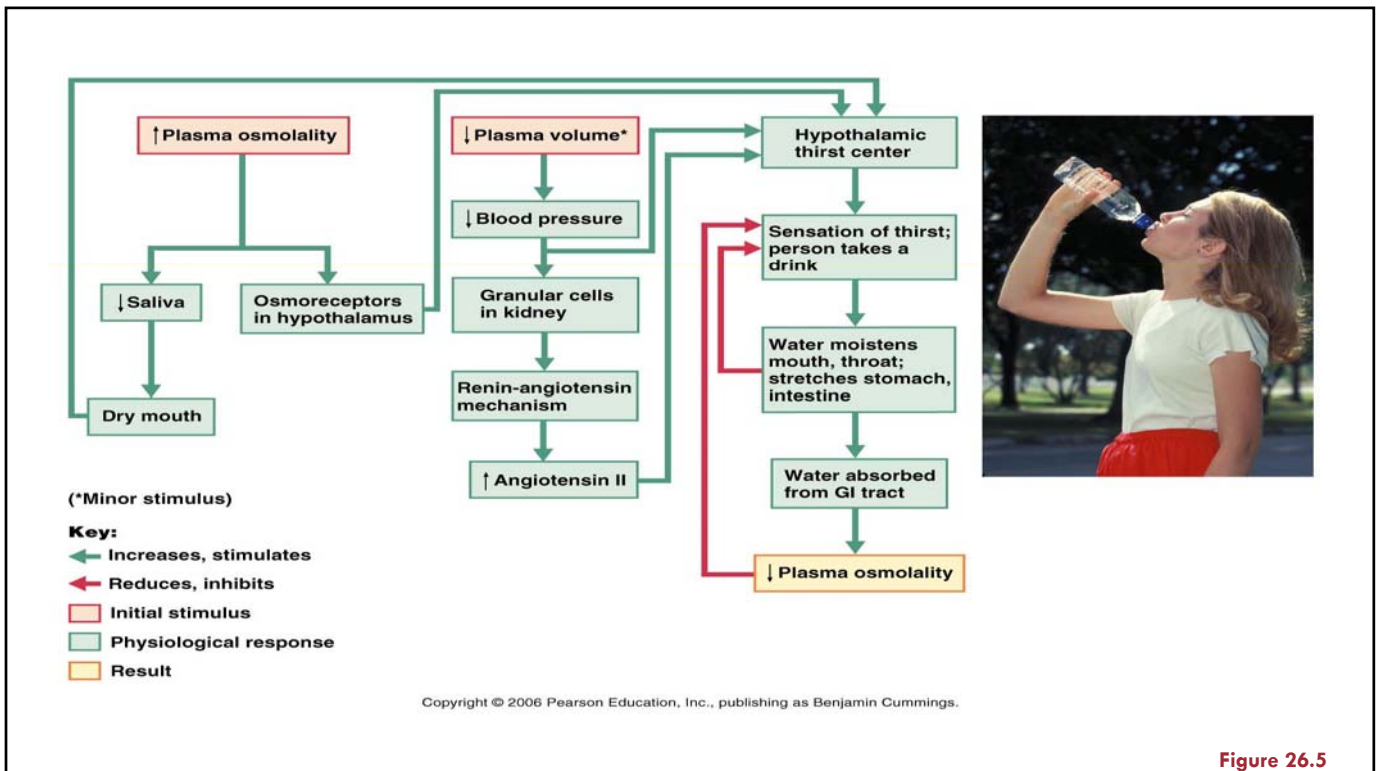 ↑Plasma osmolality
↓Plasma volume*
Hypothalamic
thirst center
↓Blood pressure
Sensation of thirst;
person takes a
drink
↓Saliva
Osmoreceptors
in hypothalamus
Granular cells
in kidney
Water moistens
mouth, throat;
stretches stomach,
intestine
Dry mouth
Renin-angiotensin
mechanism
↑Angiotensin II
Water absorbed
from GI tract
(*Minor stimulus)
Key:
Increases, stimulates
Reduces, inhibits
Initial stimulus
Physiological response
Result
↓Plasma osmolality
Copyright © 2006 Pearson Education, Inc., publishing as Benjamin Cummings.
Figure 26.5